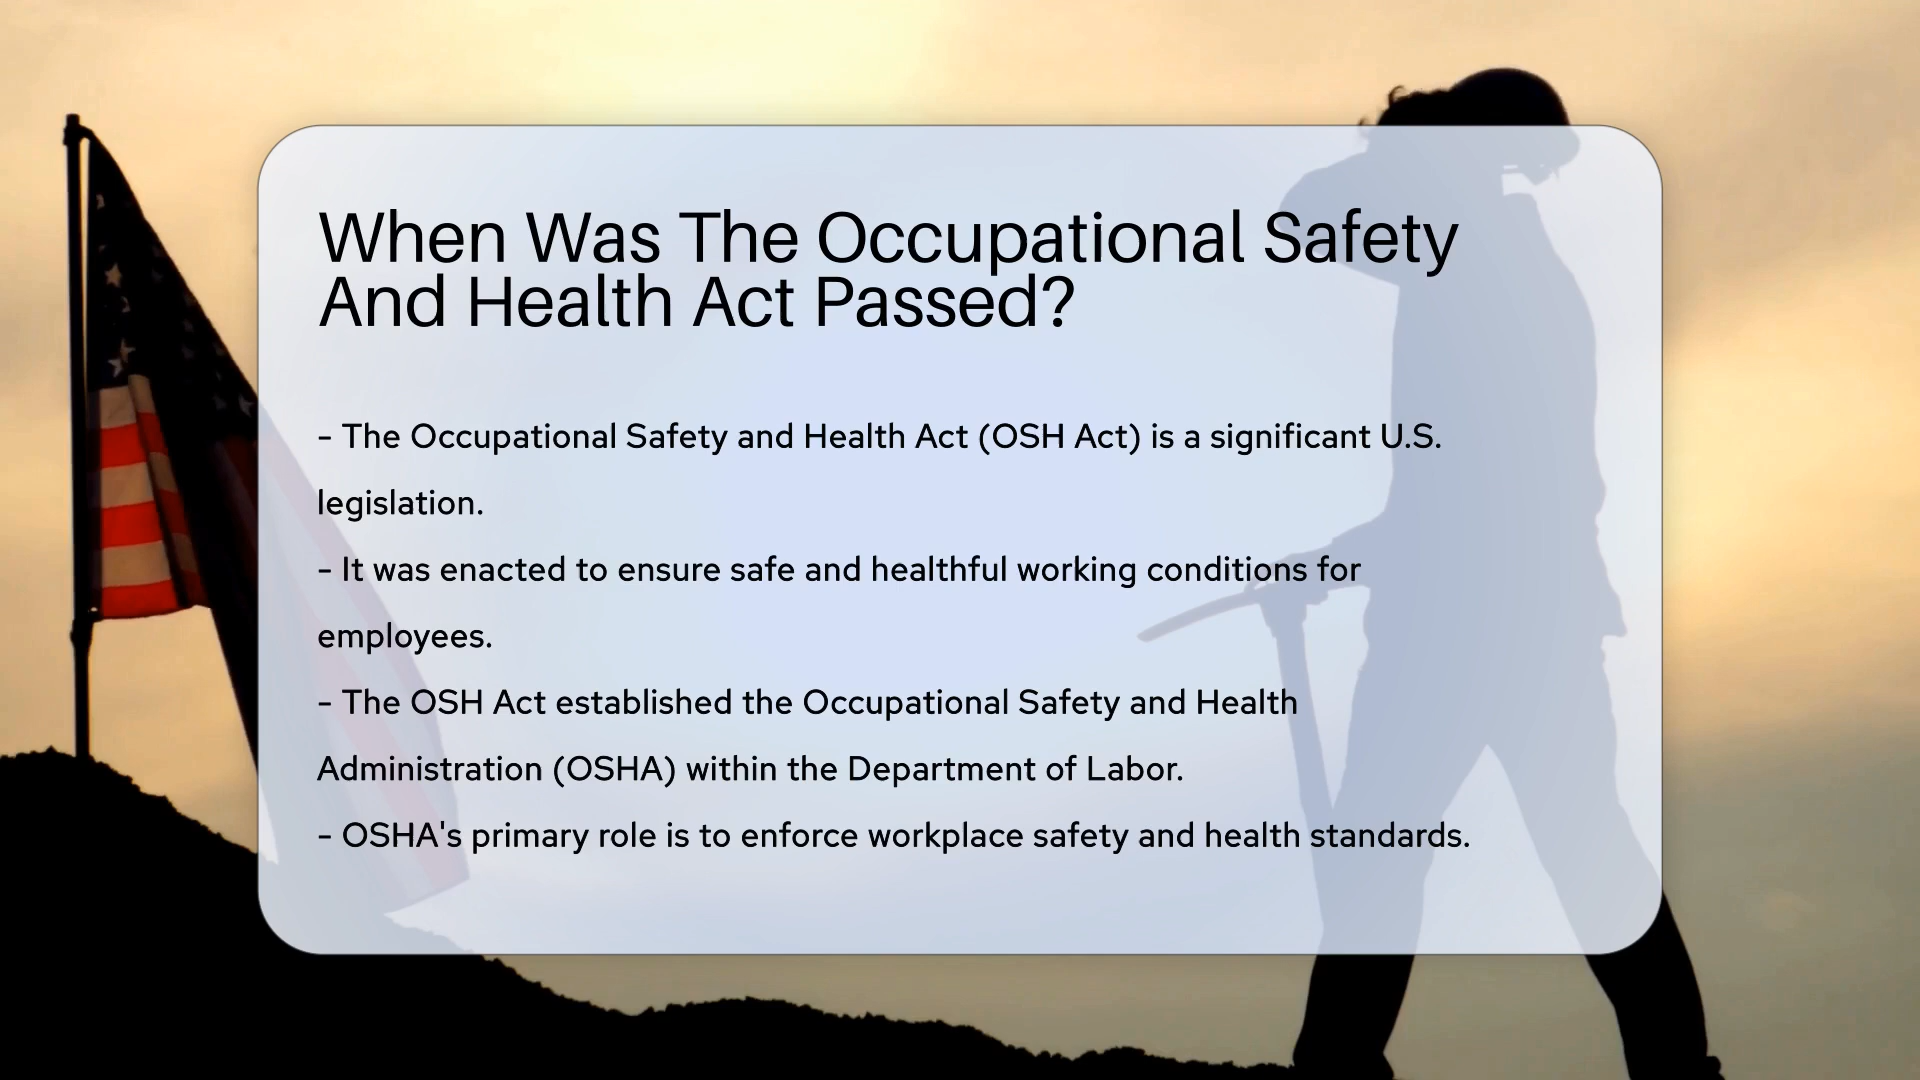 When Was The Occupational Safety
And Health Act Passed?
- The Occupational Safety and Health Act (OSH Act) is a significant U.S.
legislation.
- It was enacted to ensure safe and healthful working conditions for
employees.
- The OSH Act established the Occupational Safety and Health
Administration (OSHA) within the Department of Labor.
- OSHA's primary role is to enforce workplace safety and health standards.